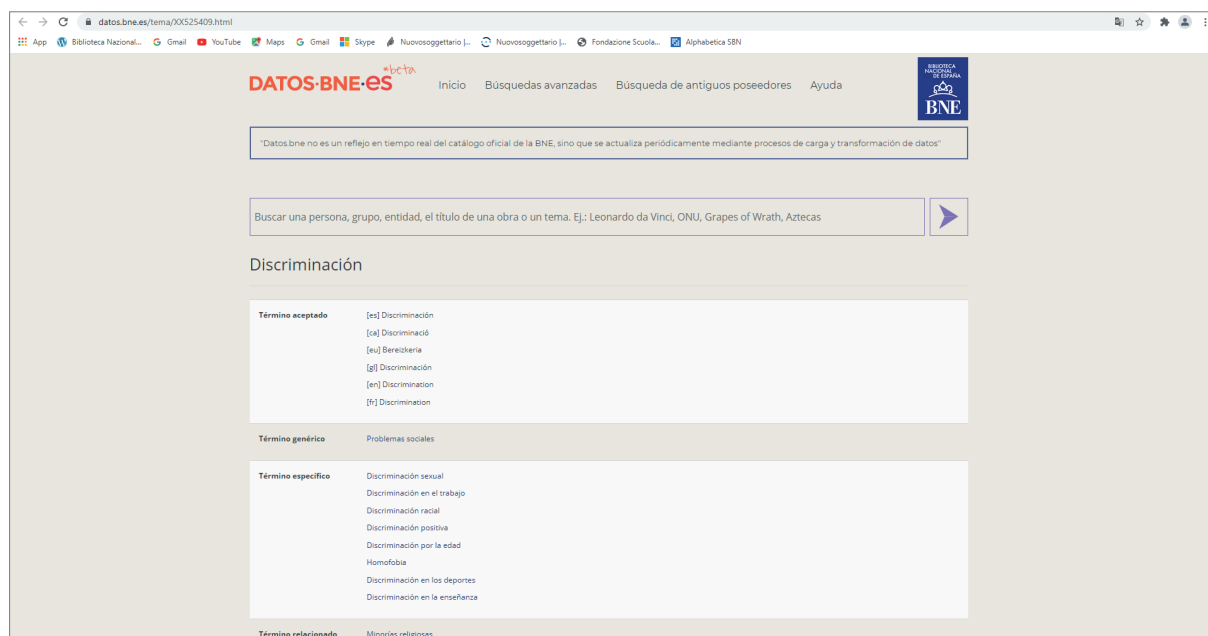 datos.bne.es/tema/XX525409.html
App Biblioteca Nazional... Gmail YouTube Maps Gmail Skype Nuovosoggettario |... Nuovosoggettario |... Fondazione Scuola... Alphabetica SBN
DATOS·BNE·es *beta Inicio Búsquedas avanzadas Búsqueda de antiguos poseedores Ayuda
BIBLIOTECA
NACIONAL
DE ESPAÑA
BNE
"Datos.bne no es un reflejo en tiempo real del catálogo oficial de la BNE, sino que se actualiza periódicamente mediante procesos de carga y transformación de datos"
Buscar una persona, grupo, entidad, el título de una obra o un tema. Ej.: Leonardo da Vinci, ONU, Grapes of Wrath, Aztecas
Discriminación
Término aceptado [es] Discriminación
[ca] Discriminació
[eu] Bereizkeria
[gl] Discriminación
[en] Discrimination
[fr] Discrimination
Término genérico Problemas sociales
Término específico Discriminación sexual
Discriminación en el trabajo
Discriminación racial
Discriminación positiva
Discriminación por la edad
Homofobia
Discriminación en los deportes
Discriminación en la enseñanza
Término relacionado Minorías religiosas